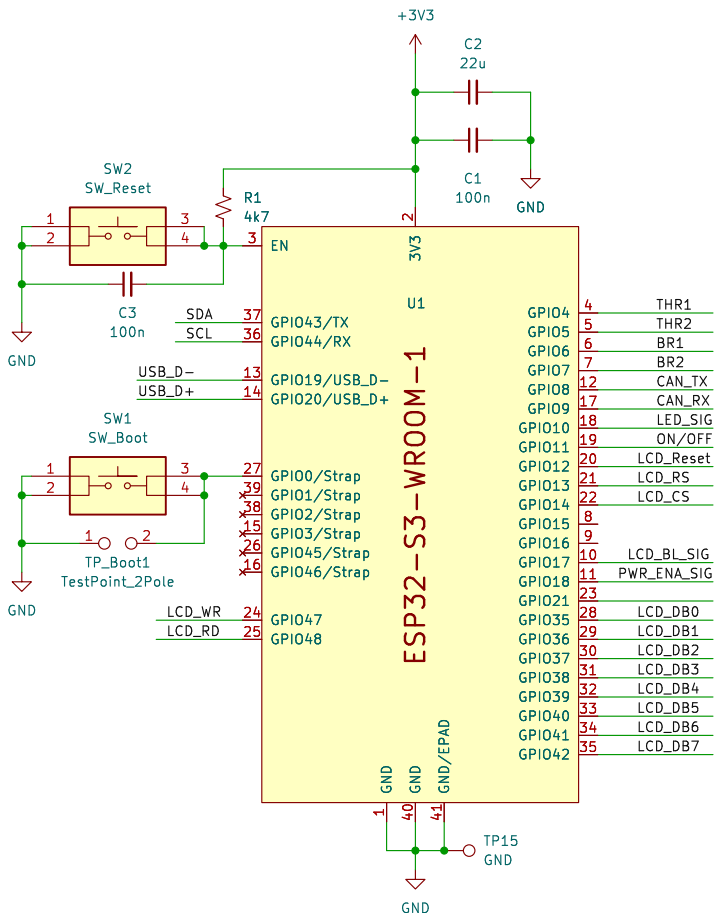 +3V3
C2
22u
C1
100n
GND
SW2
SW_Reset
1
2
3
4
R1
4k7
C3
100n
GND
3
EN
2
3V3
U1
ESP32-S3-WROOM-1
SDA
37
GPIO43/TX
SCL
36
GPIO44/RX
USB_D-
13
GPIO19/USB_D-
USB_D+
14
GPIO20/USB_D+
SW1
SW_Boot
1
2
3
4
1
2
TP_Boot1
TestPoint_2Pole
GND
27
GPIO0/Strap
39
GPIO1/Strap
38
GPIO2/Strap
15
GPIO3/Strap
26
GPIO45/Strap
16
GPIO46/Strap
LCD_WR
24
GPIO47
LCD_RD
25
GPIO48
GPIO4
4
THR1
GPIO5
5
THR2
GPIO6
6
BR1
GPIO7
7
BR2
GPIO8
12
CAN_TX
GPIO9
17
CAN_RX
GPIO10
18
LED_SIG
GPIO11
19
ON/OFF
GPIO12
20
LCD_Reset
GPIO13
21
LCD_RS
GPIO14
22
LCD_CS
GPIO15
8
GPIO16
9
GPIO17
10
LCD_BL_SIG
GPIO18
11
PWR_ENA_SIG
GPIO21
23
GPIO35
28
LCD_DB0
GPIO36
29
LCD_DB1
GPIO37
30
LCD_DB2
GPIO38
31
LCD_DB3
GPIO39
32
LCD_DB4
GPIO40
33
LCD_DB5
GPIO41
34
LCD_DB6
GPIO42
35
LCD_DB7
GND
GND
GND/EPAD
1
40
41
TP15
GND
GND